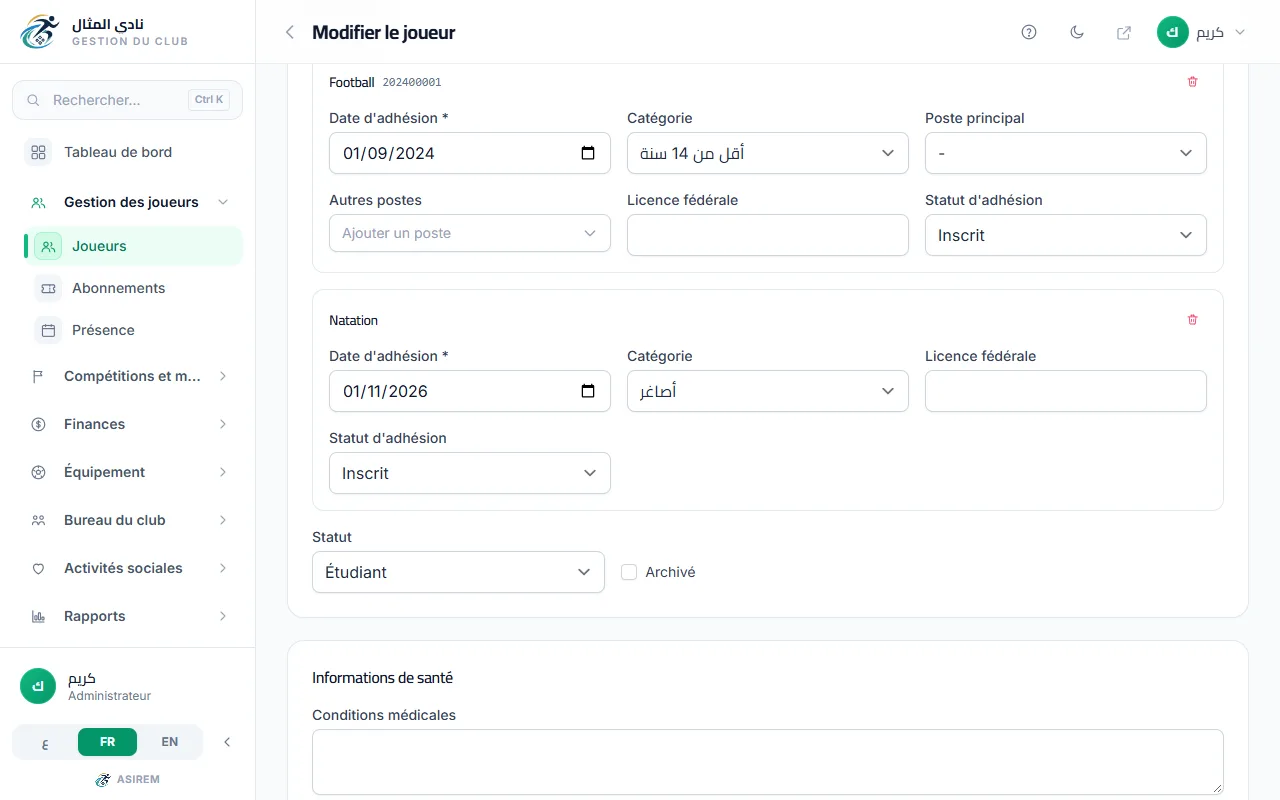 نادي المثال
GESTION DU CLUB
Rechercher...
Ctrl K
Tableau de bord
Gestion des joueurs
Joueurs
Abonnements
Présence
Compétitions et m...
Finances
Équipement
Bureau du club
Activités sociales
Rapports
ك
كريم
Administrateur
ع
FR
EN
ASIREM
Modifier le joueur
ك
كريم
Football
202400001
Date d'adhésion *
Catégorie
Poste principal
01/09/2024
أقل من 14 سنة
-
Autres postes
Licence fédérale
Statut d'adhésion
Ajouter un poste
Inscrit
Natation
Date d'adhésion *
Catégorie
Licence fédérale
01/11/2026
أصاغر
Statut d'adhésion
Inscrit
Statut
Étudiant
Archivé
Informations de santé
Conditions médicales